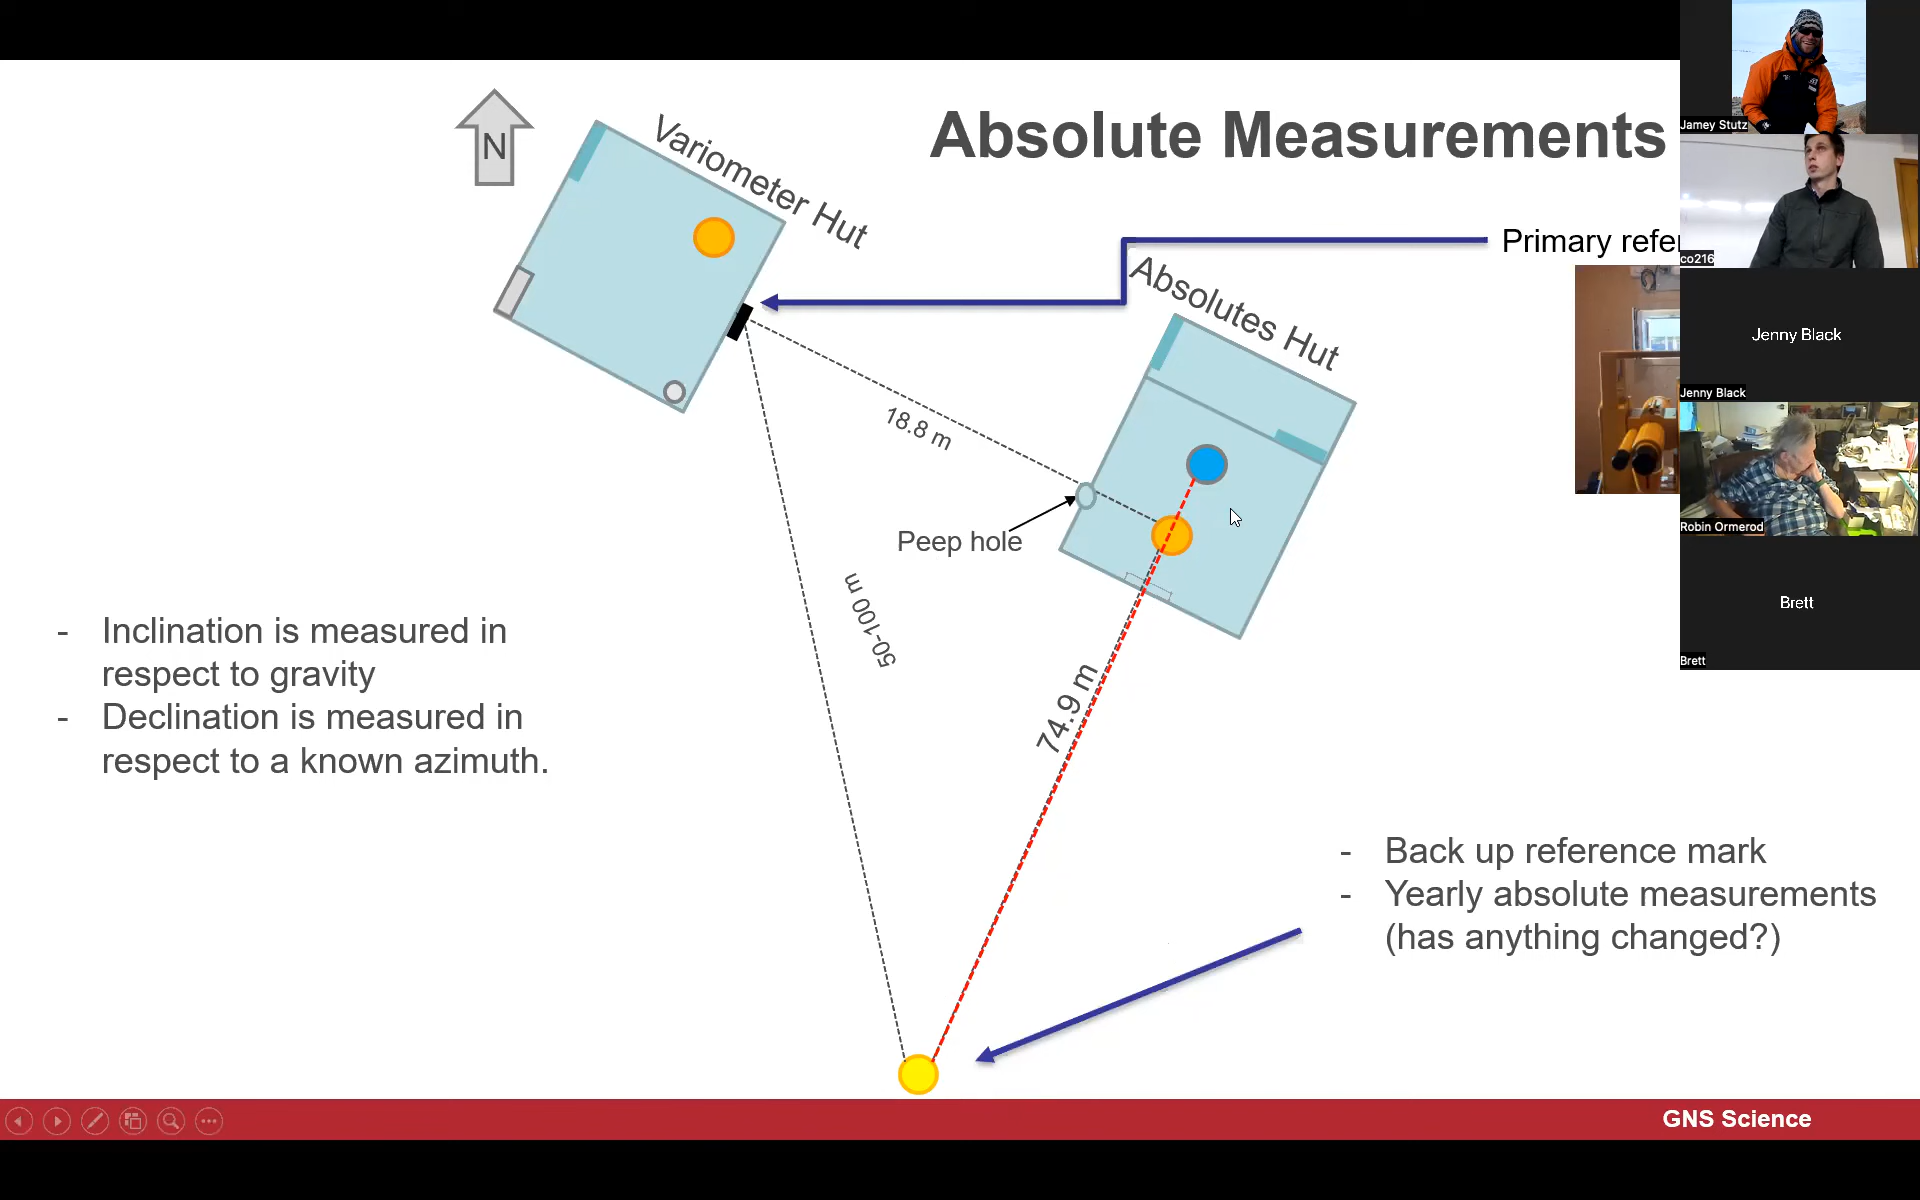 Absolute Measurements
N
Variometer Hut
Primary refe
Absolutes Hut
18.8 m
Peep hole
50-100 m
74.9 m
- Inclination is measured in
respect to gravity
- Declination is measured in
respect to a known azimuth.
- Back up reference mark
- Yearly absolute measurements
(has anything changed?)
GNS Science
Jamey Stutz
co216
Jenny Black
Jenny Black
Robin Ormerod
Brett
Brett